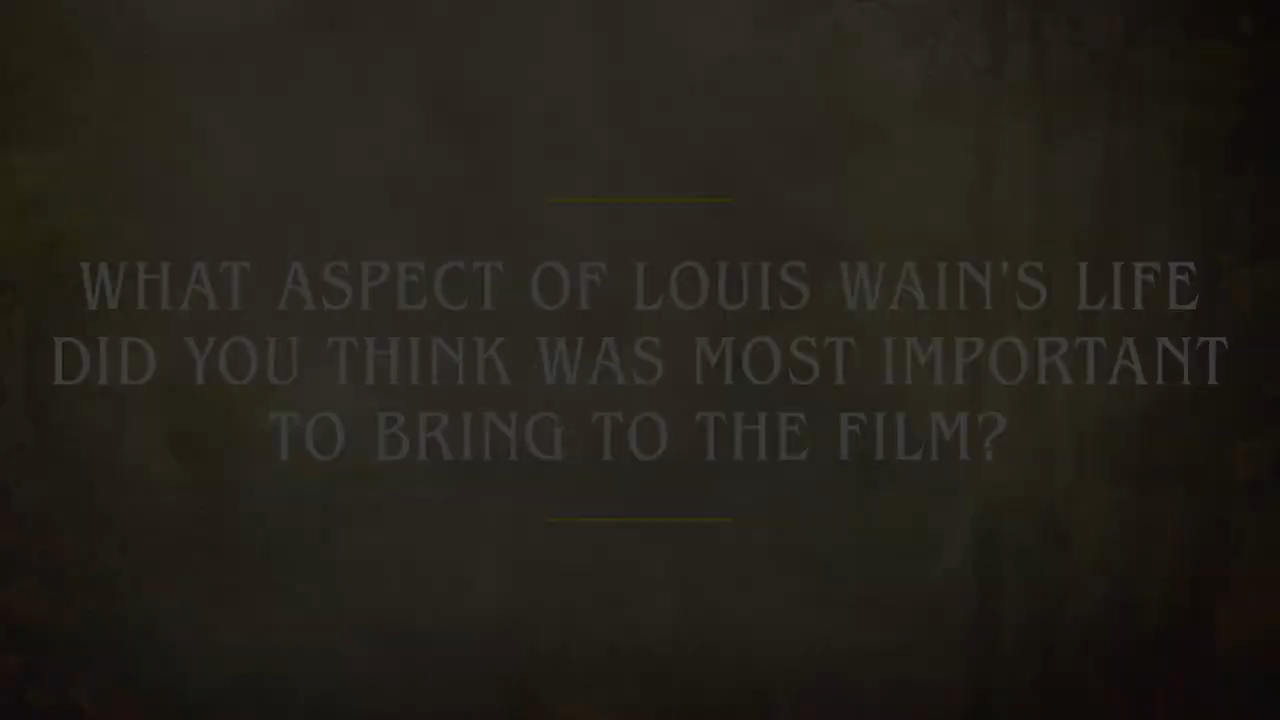 WHAT ASPECT OF LOUIS WAIN'S LIFE
DID YOU THINK WAS MOST IMPORTANT
TO BRING TO THE FILM?